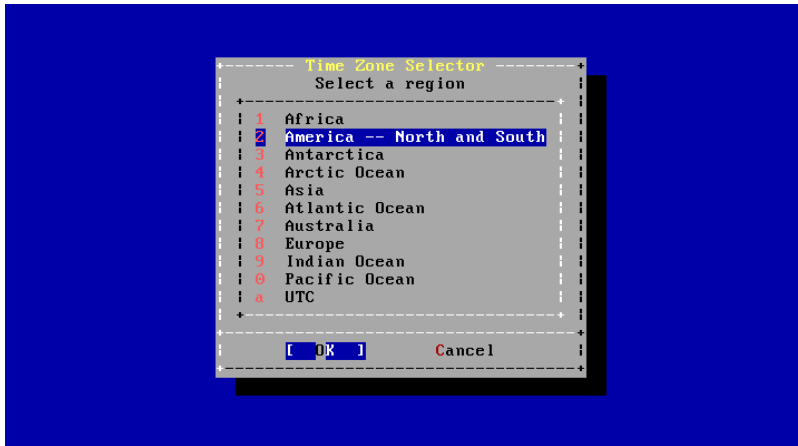 Time Zone Selector
Select a region
1 Africa
2 America -- North and South
3 Antarctica
4 Arctic Ocean
5 Asia
6 Atlantic Ocean
7 Australia
8 Europe
9 Indian Ocean
0 Pacific Ocean
a UTC
[ OK ] Cancel